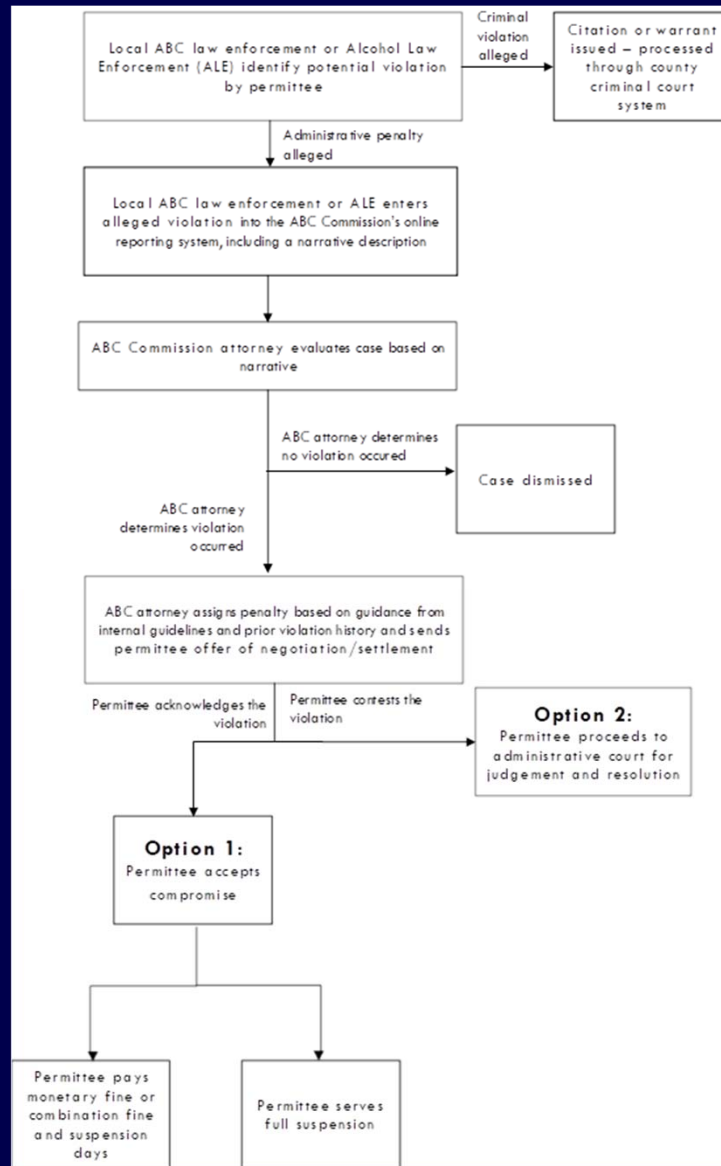 Local ABC law enforcement or Alcohol Law
Enforcement (ALE) identify potential violation
by permittee
Criminal
violation
alleged
Citation or warrant
issued – processed
through county
criminal court
system
Administrative penalty
alleged
Local ABC law enforcement or ALE enters
alleged violation into the ABC Commission's online
reporting system, including a narrative description
ABC Commission attorney evaluates case based on
narrative
ABC attorney determines
no violation occured
Case dismissed
ABC attorney
determines violation
occurred
ABC attorney assigns penalty based on guidance from
internal guidelines and prior violation history and sends
permittee offer of negotiation/settlement
Permittee acknowledges the
violation
Permittee contests the
violation
Option 2:
Permittee proceeds to
administrative court for
judgement and resolution
Option 1:
Permittee accepts
compromise
Permittee pays
monetary fine or
combination fine
and suspension
days
Permittee serves
full suspension